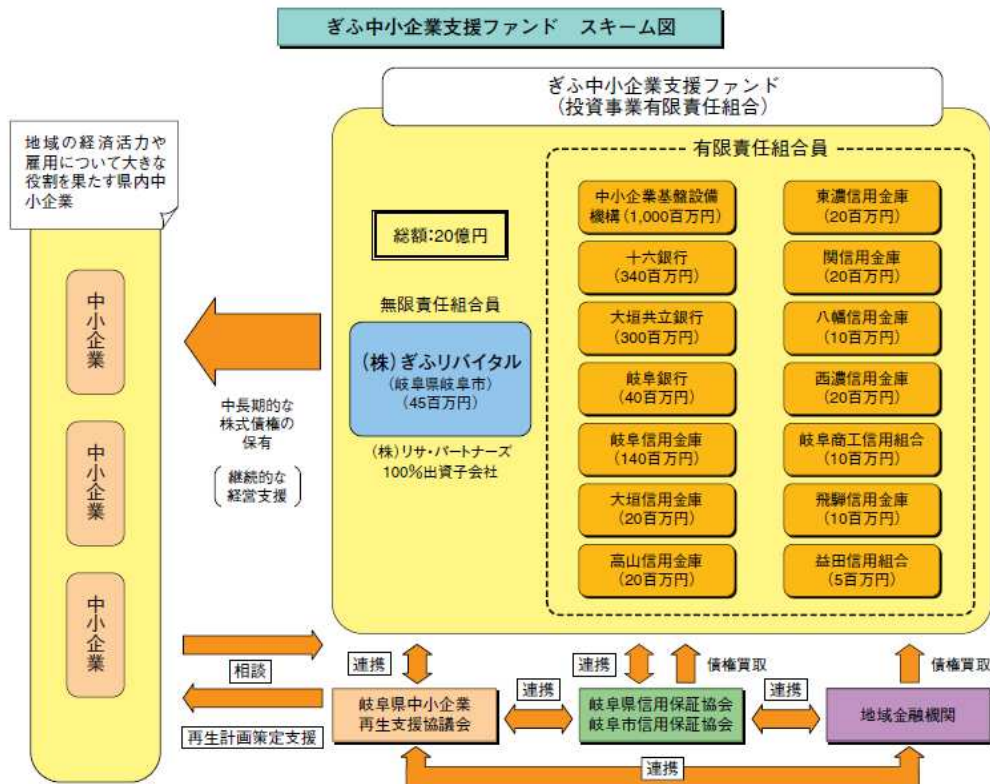 ぎふ中小企業支援ファンド　スキーム図
ぎふ中小企業支援ファンド
（投資事業有限責任組合）
地域の経済活力や
雇用について大きな
役割を果たす県内中
小企業
中小企業
中小企業
中小企業
中長期的な
株式債権の
保有
継続的な
経営支援
総額:20億円
無限責任組合員
（株）ぎふリバイタル
（岐阜県岐阜市）
（45百万円）
（株）リサ・パートナーズ
100％出資子会社
有限責任組合員
中小企業基盤設備
機構（1,000百万円）
十六銀行
（340百万円）
大垣共立銀行
（300百万円）
岐阜銀行
（40百万円）
岐阜信用金庫
（140百万円）
大垣信用金庫
（20百万円）
高山信用金庫
（20百万円）
東濃信用金庫
（20百万円）
関信用金庫
（20百万円）
八幡信用金庫
（10百万円）
西濃信用金庫
（20百万円）
岐阜商工信用組合
（10百万円）
飛騨信用金庫
（10百万円）
益田信用組合
（5百万円）
相談
再生計画策定支援
連携
連携
債権買取
債権買取
岐阜県中小企業
再生支援協議会
連携
岐阜県信用保証協会
岐阜市信用保証協会
連携
地域金融機関
連携